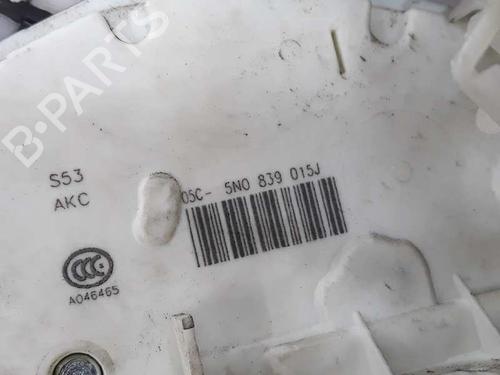 B-PARTS
S53
AKC
05C- 5N0 839 015J
CCC
A046465